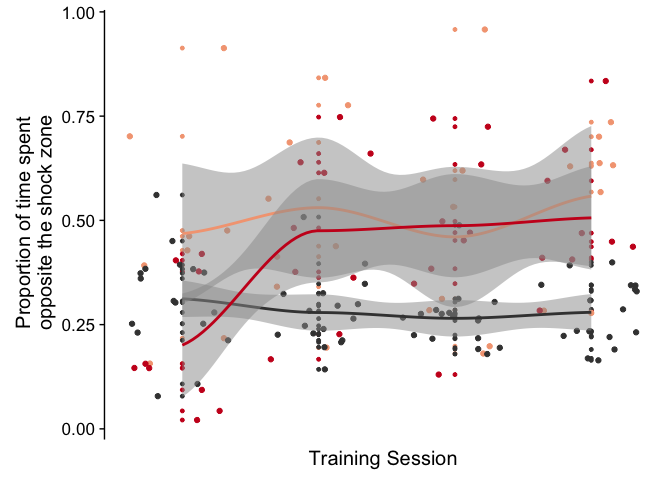 1.00
0.75
0.50
0.25
0.00
Proportion of time spent
opposite the shock zone
Training Session